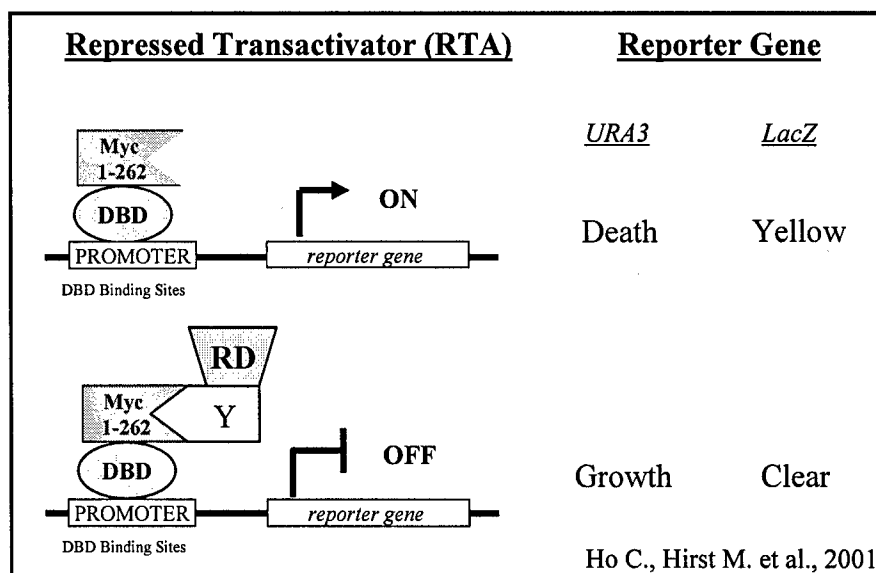 Repressed Transactivator (RTA)
Reporter Gene
URA3
LacZ
Myc
1-262
DBD
PROMOTER
DBD Binding Sites
ON
reporter gene
Death
Yellow
RD
Myc
1-262
Y
DBD
PROMOTER
DBD Binding Sites
OFF
reporter gene
Growth
Clear
Ho C., Hirst M. et al., 2001